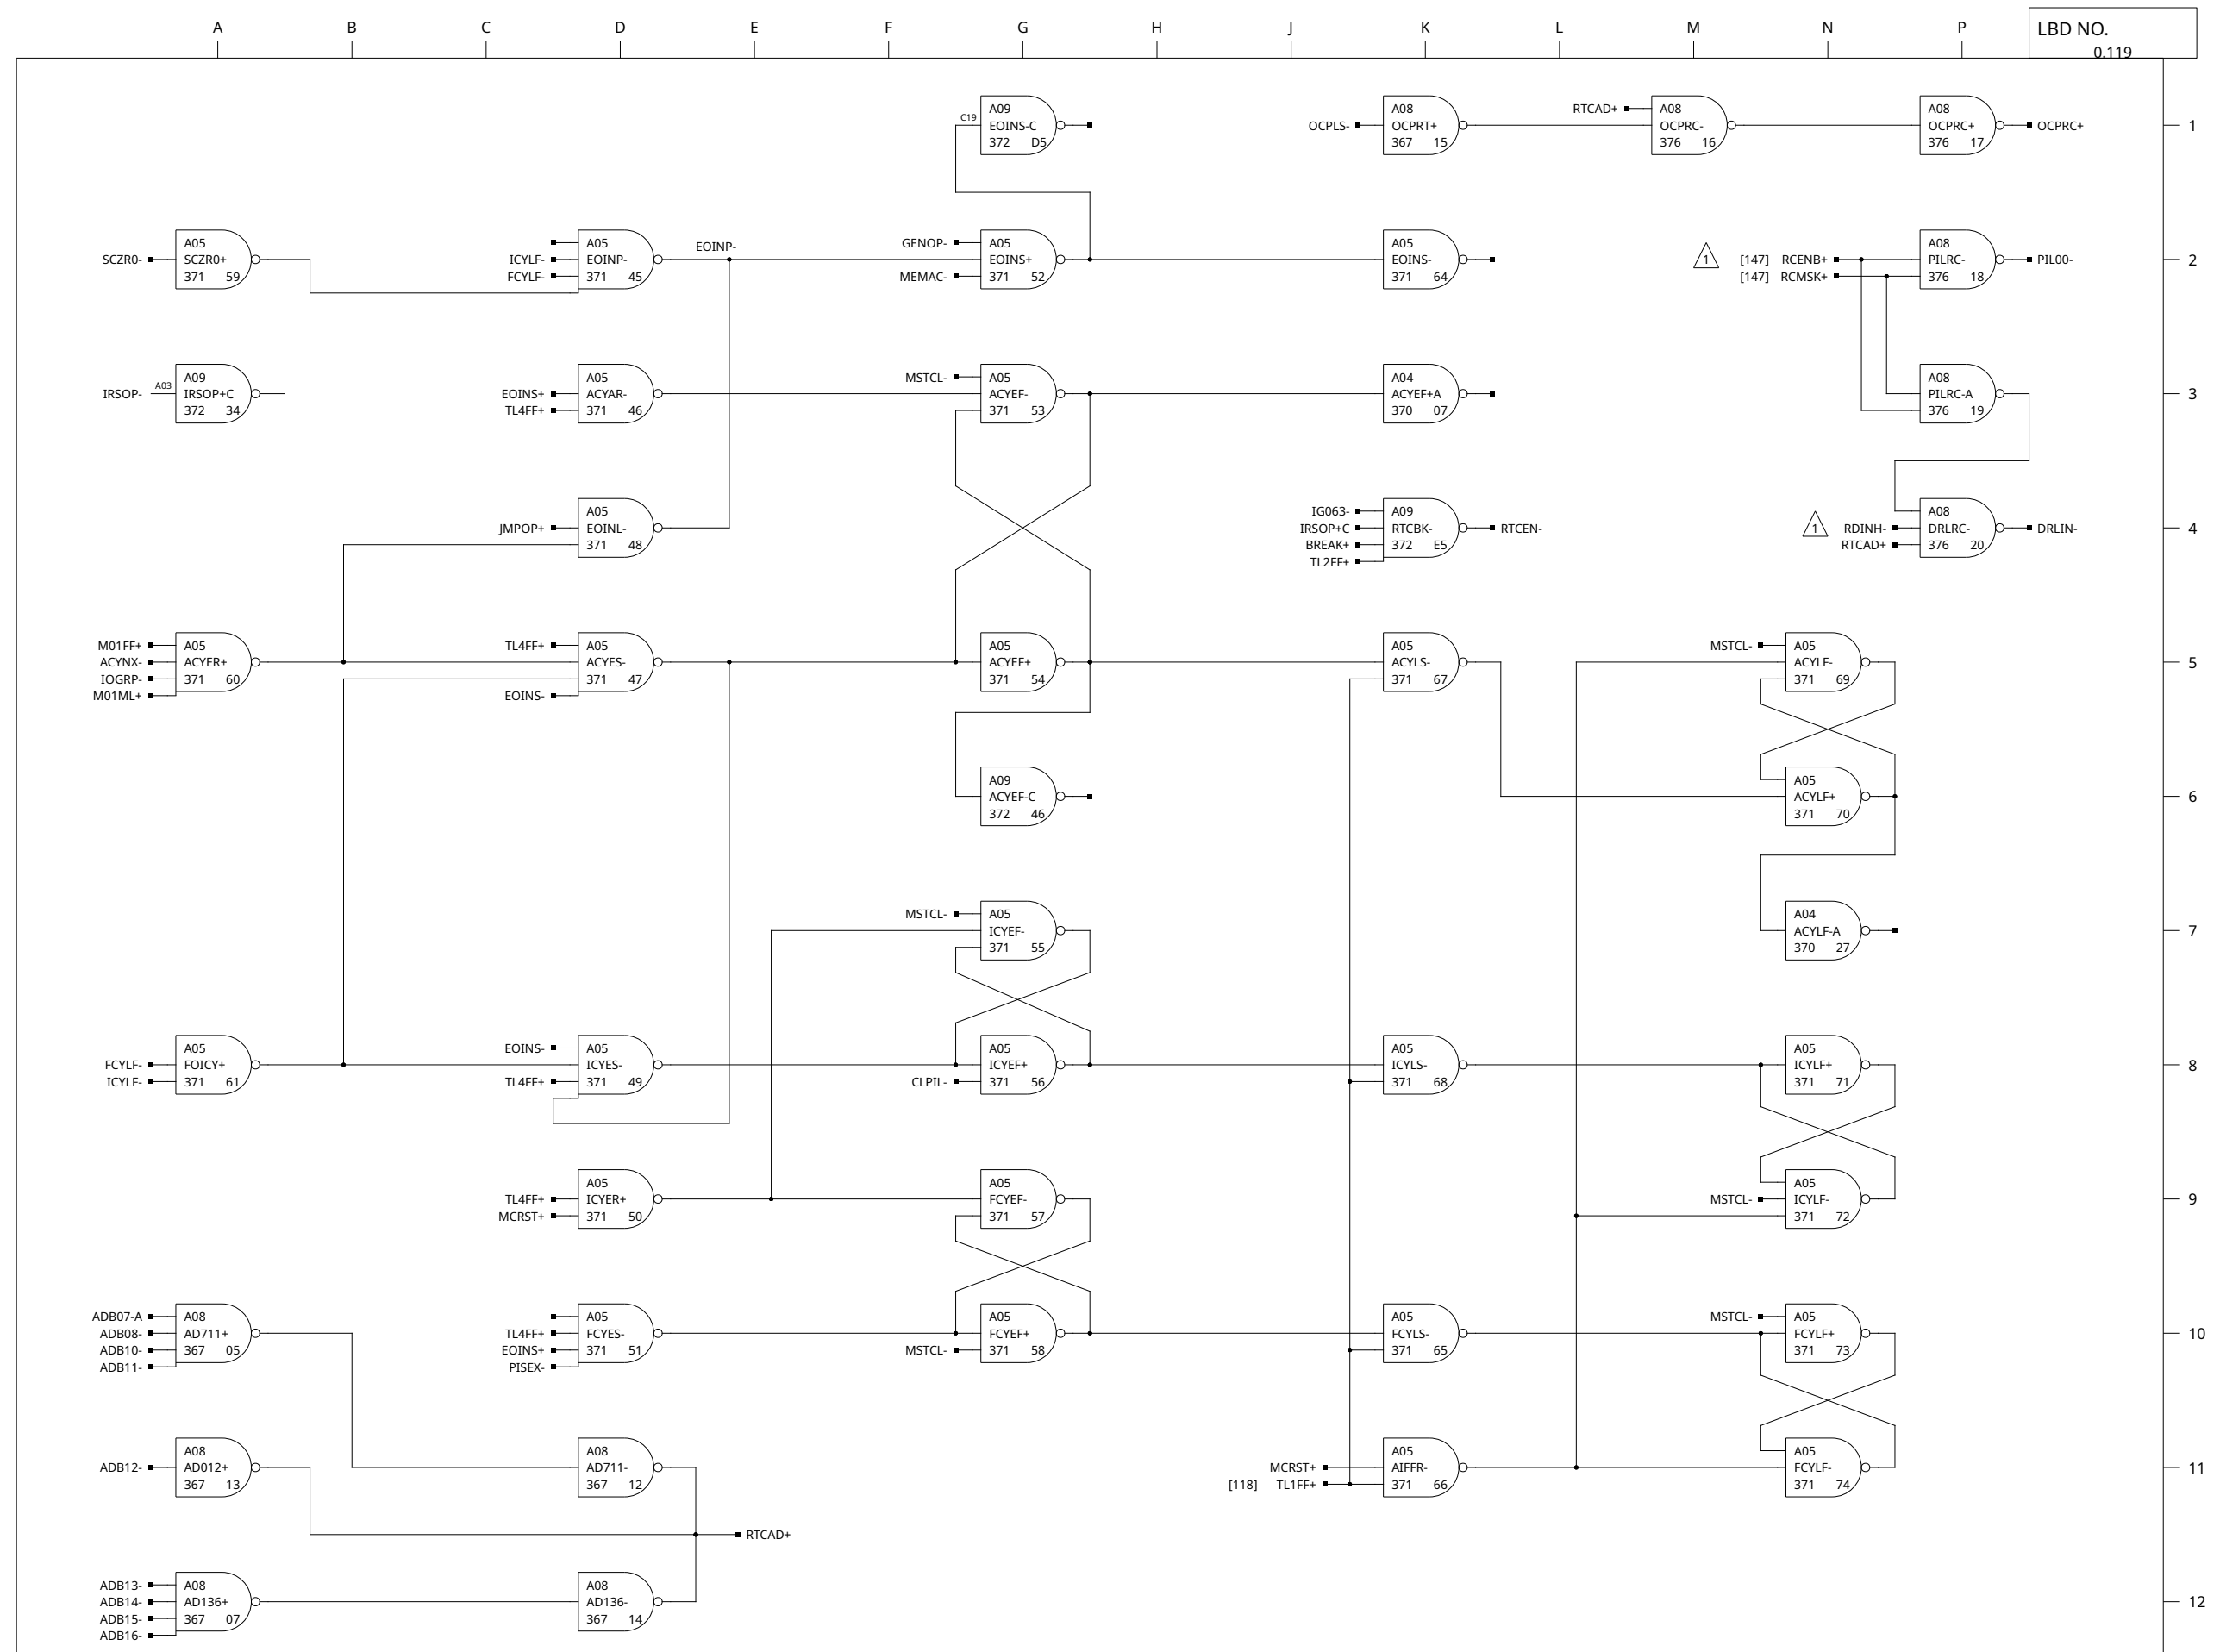 A B C D E F G H J K L M N P
LBD NO.
0.119
A09
C19 EOINS-C
372 D5
A08
OCPLS- OCPRT+
367 15
RTCAD+ A08
OCPRC-
376 16
A08
OCPRC+ OCPRC+
376 17
1
A05
SCZR0- SCZR0+
371 59
A05
ICYLF- EOINP-
FCYLF- 371 45
EOINP-
GENOP- A05
EOINS+
MEMAC- 371 52
A05
EOINS-
371 64
1
[147] RCENB+
[147] RCMSK+
A08
PILRC- PIL00-
376 18
2
A09
IRSOP- A03 IRSOP+C
372 34
A05
EOINS+ ACYAR-
TL4FF+ 371 46
MSTCL- A05
ACYEF-
371 53
A04
ACYEF+A
370 07
A08
PILRC-A
376 19
3
A05
JMPOP+ EOINL-
371 48
IG063- A09
IRSOP+C RTCBK- RTCEN-
BREAK+ 372 E5
TL2FF+
1
A08
RDINH- DRLRC- DRLIN-
RTCAD+ 376 20
4
M01FF+ A05
ACYNX- ACYER+
IOGRP- 371 60
M01ML+
TL4FF+ A05
ACYES-
371 47
EOINS-
A05
ACYEF+
371 54
A05
ACYLS-
371 67
MSTCL- A05
ACYLF-
371 69
5
A09
ACYEF-C
372 46
A05
ACYLF+
371 70
6
MSTCL- A05
ICYEF-
371 55
A04
ACYLF-A
370 27
7
A05
FCYLF- FOICY+
ICYLF- 371 61
EOINS- A05
ICYES-
TL4FF+ 371 49
A05
ICYEF+
CLPIL- 371 56
A05
ICYLS-
371 68
A05
ICYLF+
371 71
8
A05
TL4FF+ ICYER+
MCRST+ 371 50
A05
FCYEF-
371 57
A05
MSTCL- ICYLF-
371 72
9
ADB07-A A08
ADB08- AD711+
ADB10- 367 05
ADB11-
A05
TL4FF+ FCYES-
EOINS+ 371 51
PISEX-
A05
FCYEF+
MSTCL- 371 58
A05
FCYLS-
371 65
MSTCL- A05
FCYLF+
371 73
10
A08
ADB12- AD012+
367 13
A08
AD711-
367 12
A05
MCRST+ AIFFR-
[118] TL1FF+ 371 66
A05
FCYLF-
371 74
11
RTCAD+
ADB13- A08
ADB14- AD136+
ADB15- 367 07
ADB16-
A08
AD136-
367 14
12